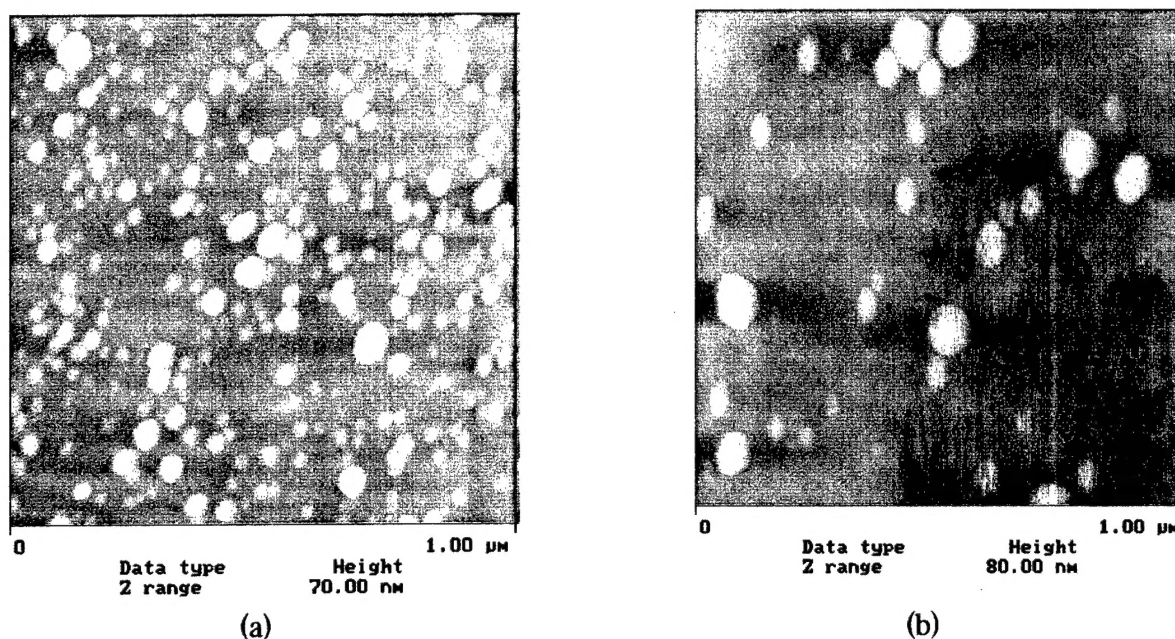 0 1.00 µM
Data type Height
Z range 70.00 nM
(a)
0 1.00 µM
Data type Height
Z range 80.00 nM
(b)